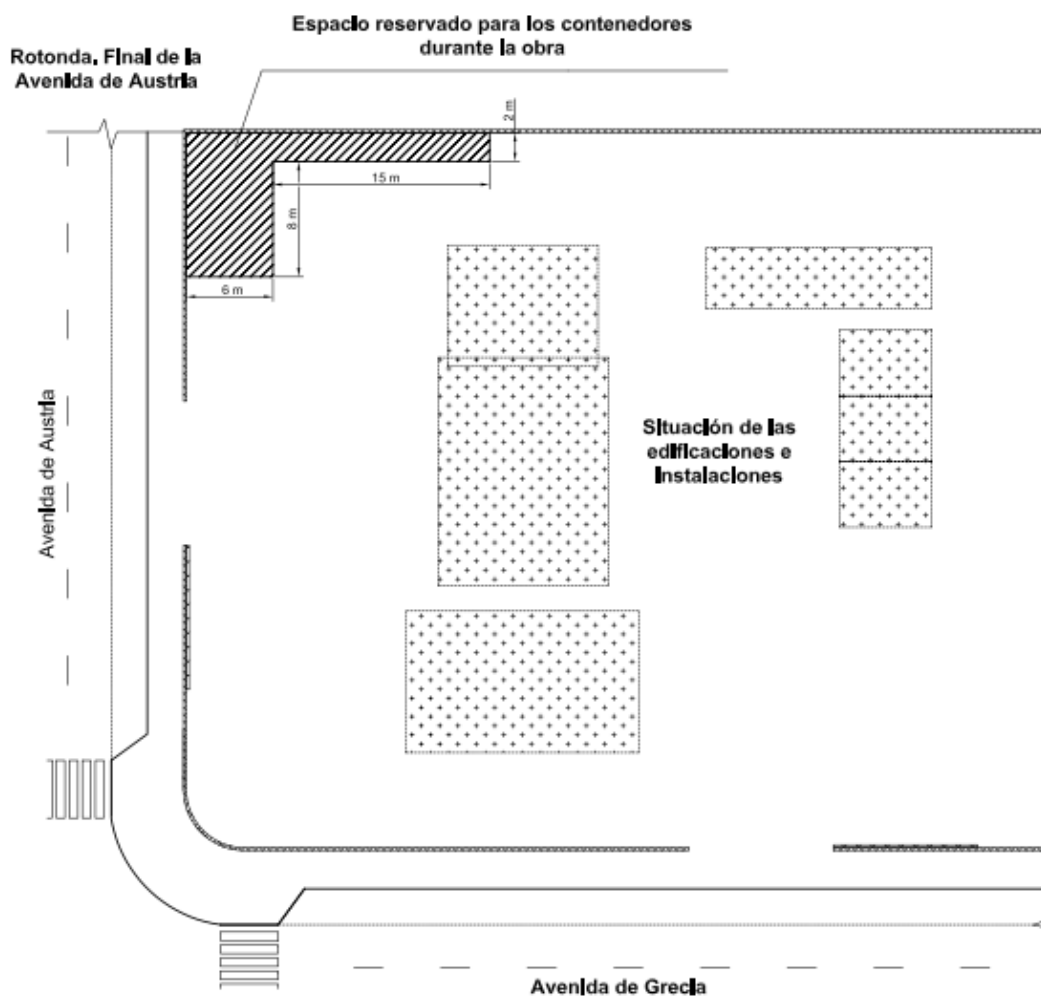 Espacio reservado para los contenedores
durante la obra
Rotonda. Final de la
Avenida de Austria
2 m
15 m
8 m
6 m
Avenida de Austria
Situación de las
edificaciones e
instalaciones
Avenida de Grecia